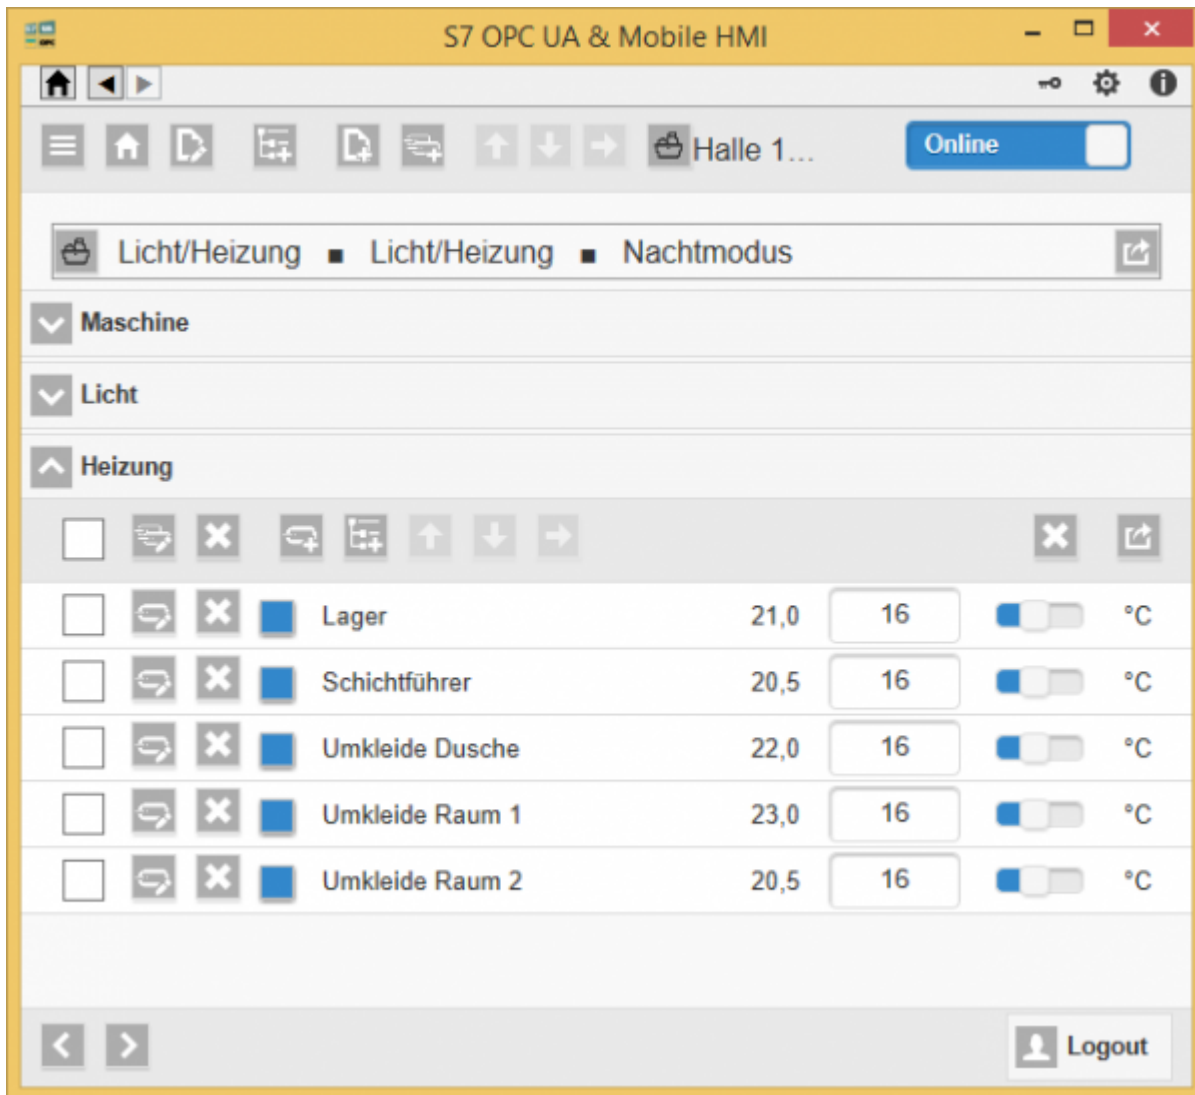 S7 OPC UA & Mobile HMI
Halle 1... Online
Licht/Heizung ■ Licht/Heizung ■ Nachtmodus
Maschine
Licht
Heizung
Lager 21,0 16 °C
Schichtführer 20,5 16 °C
Umkleide Dusche 22,0 16 °C
Umkleide Raum 1 23,0 16 °C
Umkleide Raum 2 20,5 16 °C
Logout